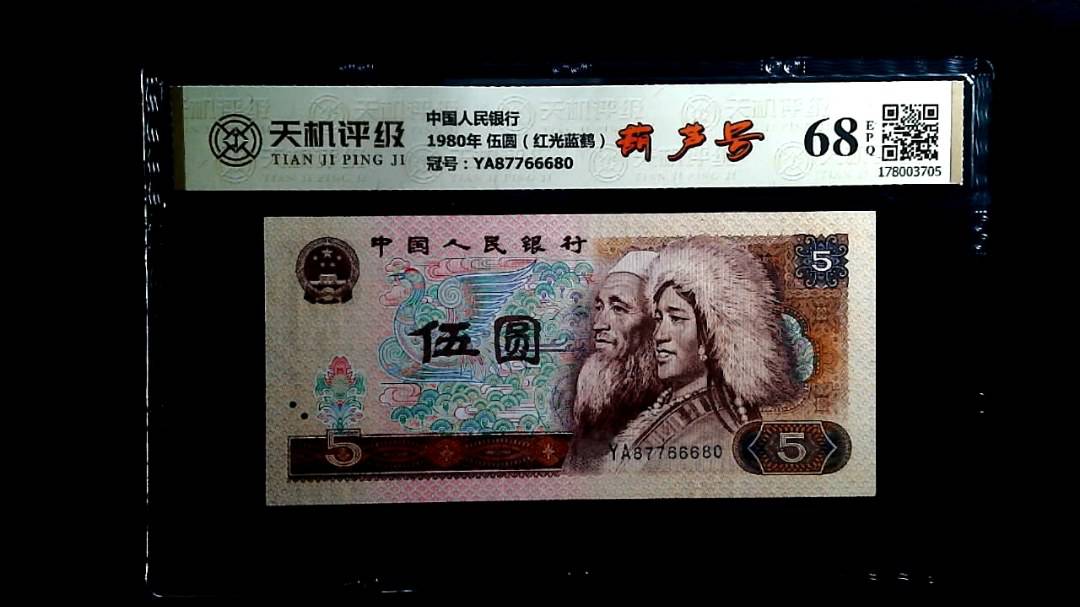 天机评级
TIAN JI PING JI
中国人民银行
1980年 伍圆（红光蓝鹤）
冠号：YA87766680
葫芦号
68
EPQ
178003705
中国人民银行
5
伍圆
5
YA87766680
5